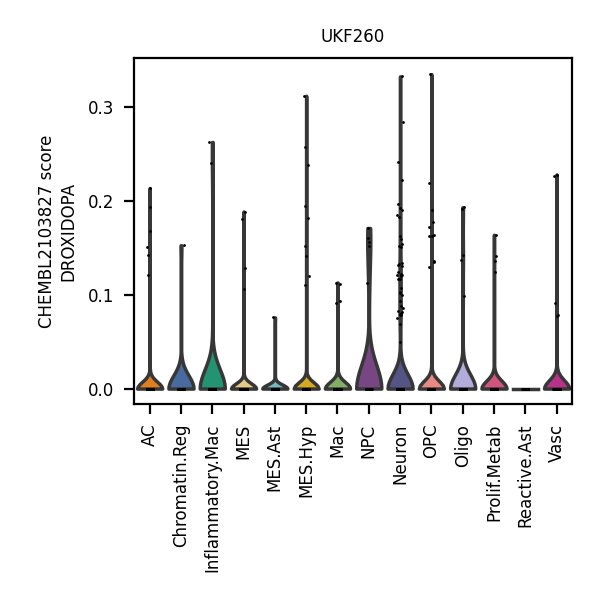 UKF260
CHEMBL2103827 score
DROXIDOPA
0.3
0.2
0.1
0.0
AC
Chromatin.Reg
Inflammatory.Mac
MES
MES.Ast
MES.Hyp
Mac
NPC
Neuron
OPC
Oligo
Prolif.Metab
Reactive.Ast
Vasc